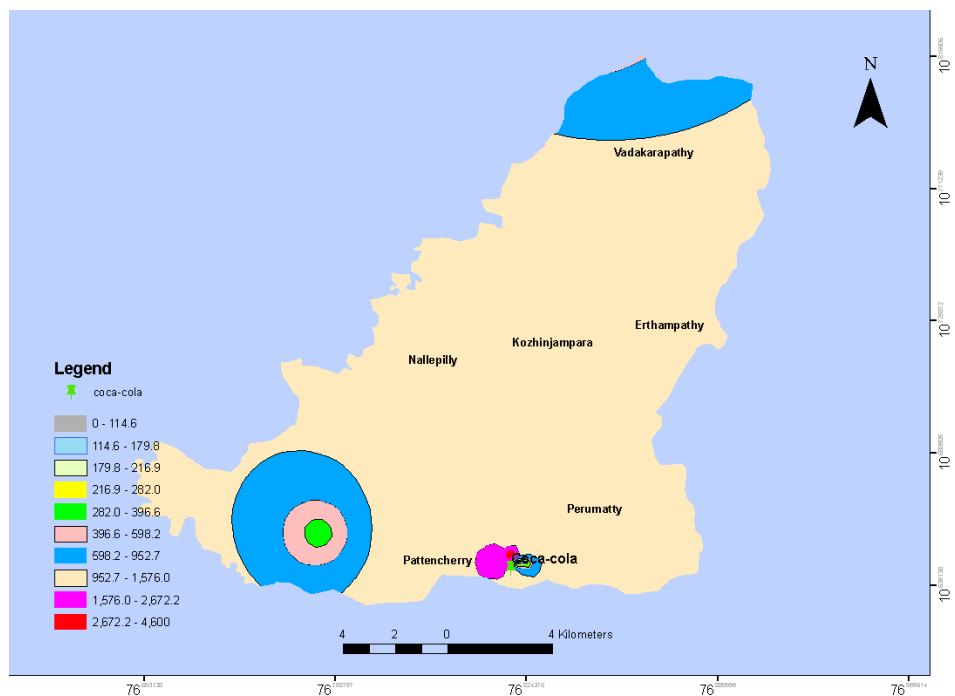 N
Vadakarapathy
Erthampathy
Kozhinjampara
Nallepilly
Perumatty
Pattencherry
Coca-cola
Legend
coca-cola
0 - 114.6
114.6 - 179.8
179.8 - 216.9
216.9 - 282.0
282.0 - 396.6
396.6 - 598.2
598.2 - 952.7
952.7 - 1,576.0
1,576.0 - 2,672.2
2,672.2 - 4,600
4 2 0 4 Kilometers
10
10
10
10
10
76 76 76 76 76